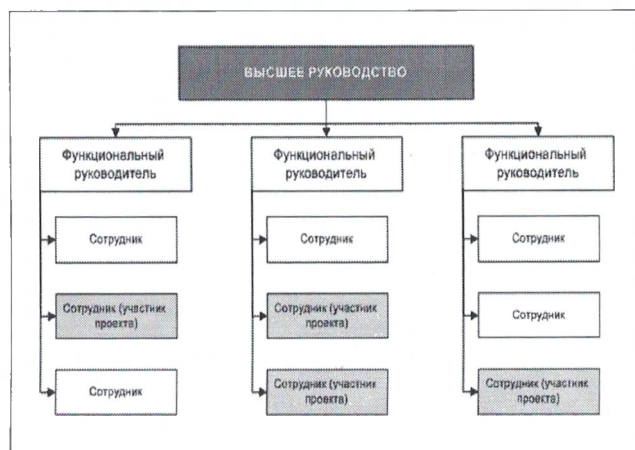 ВЫСШЕЕ РУКОВОДСТВО
Функциональный
руководитель
Функциональный
руководитель
Функциональный
руководитель
Сотрудник
Сотрудник
Сотрудник
Сотрудник (участник
проекта)
Сотрудник (участник
проекта)
Сотрудник
Сотрудник
Сотрудник (участник
проекта)
Сотрудник (участник
проекта)